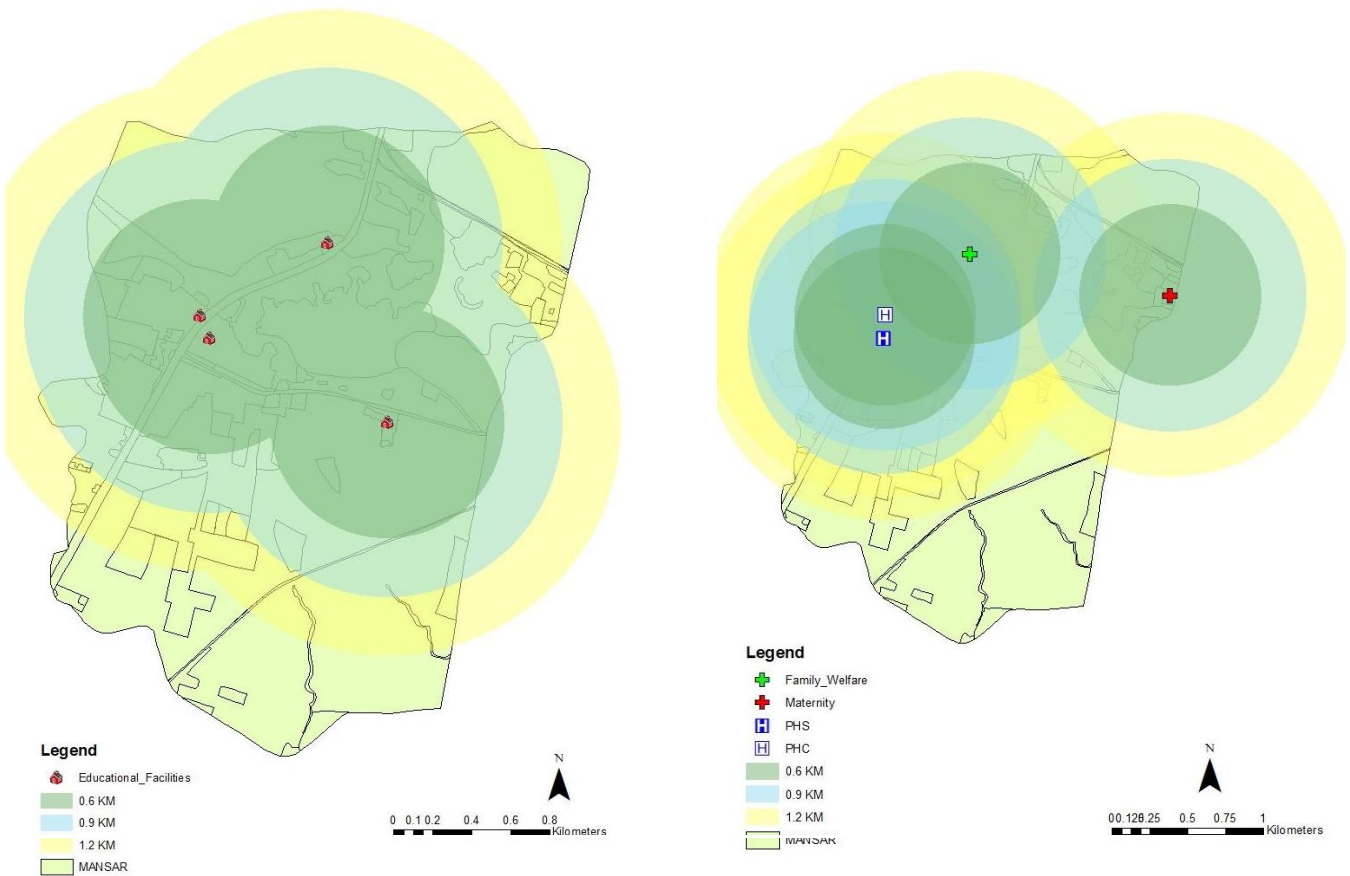 Legend
Educational_Facilities
0.6 KM
0.9 KM
1.2 KM
MANSAR
N
0 0.1 0.2 0.4 0.6 0.8
Kilometers
H
H
Legend
Family_Welfare
Maternity
H PHS
H PHC
0.6 KM
0.9 KM
1.2 KM
MANSAR
N
0.5 0.75 1
Kilometers